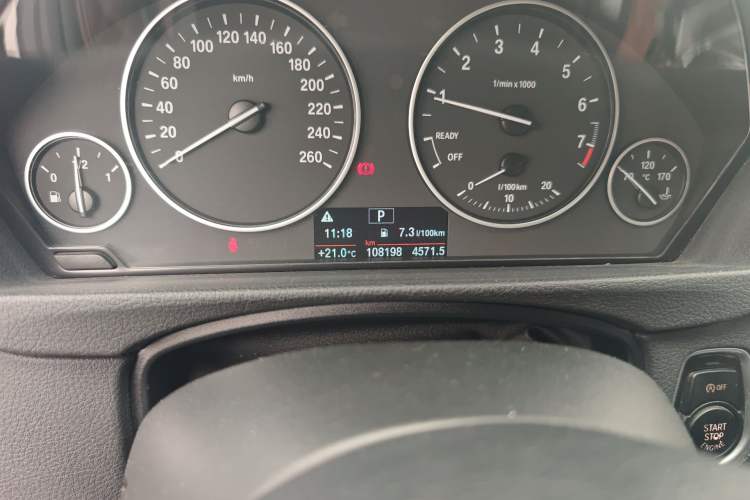 0 1/2 1
0 20 40 60 80 100 120 140 160 180 200 220 240 260
km/h
1 2 3 4 5 6 7
1/min x 1000
READY
OFF
0 10 20
l/100km
70 120 170
°C
P
11:18 7.3 l/100km
km
+21.0°C 108198 4571.5
OFF
START
STOP
ENGINE